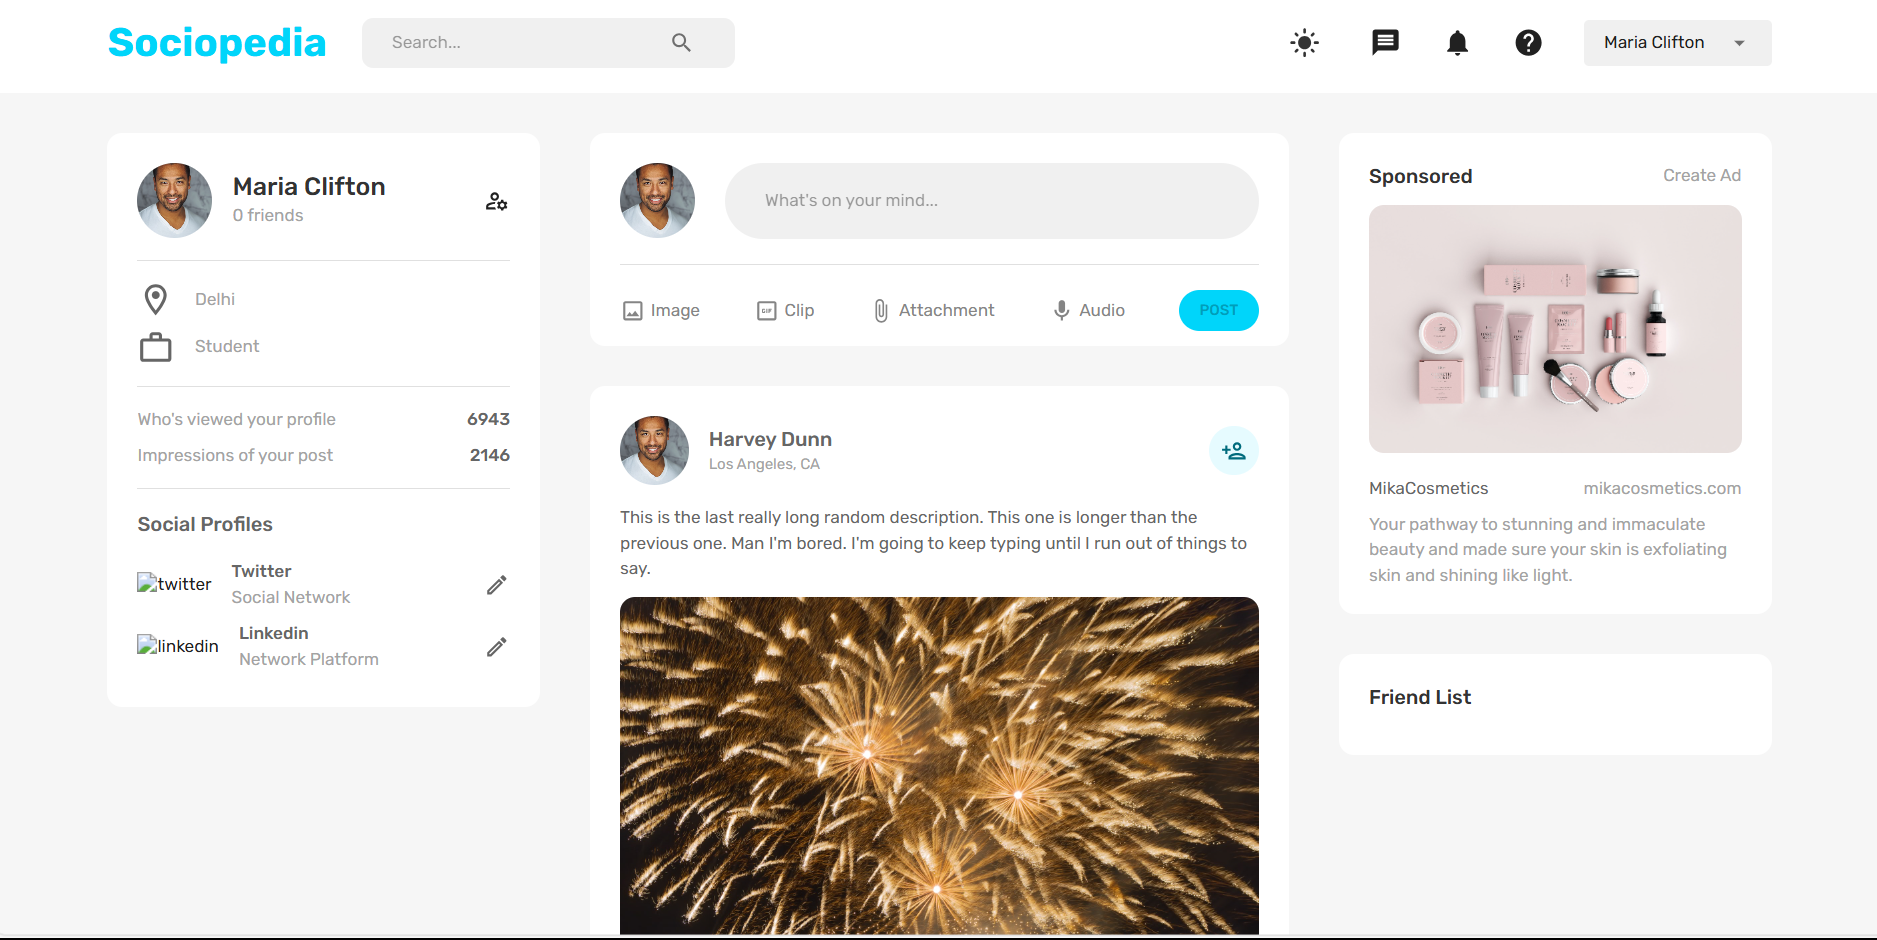 Sociopedia
Search...
Maria Clifton
Maria Clifton
0 friends
Delhi
Student
Who's viewed your profile 6943
Impressions of your post 2146
Social Profiles
twitter
Twitter
Social Network
linkedin
Linkedin
Network Platform
What's on your mind...
Image
GIF
Clip
Attachment
Audio
POST
Harvey Dunn
Los Angeles, CA
This is the last really long random description. This one is longer than the
previous one. Man I'm bored. I'm going to keep typing until I run out of things to
say.
Sponsored
Create Ad
MikaCosmetics
mikacosmetics.com
Your pathway to stunning and immaculate
beauty and made sure your skin is exfoliating
skin and shining like light.
Friend List